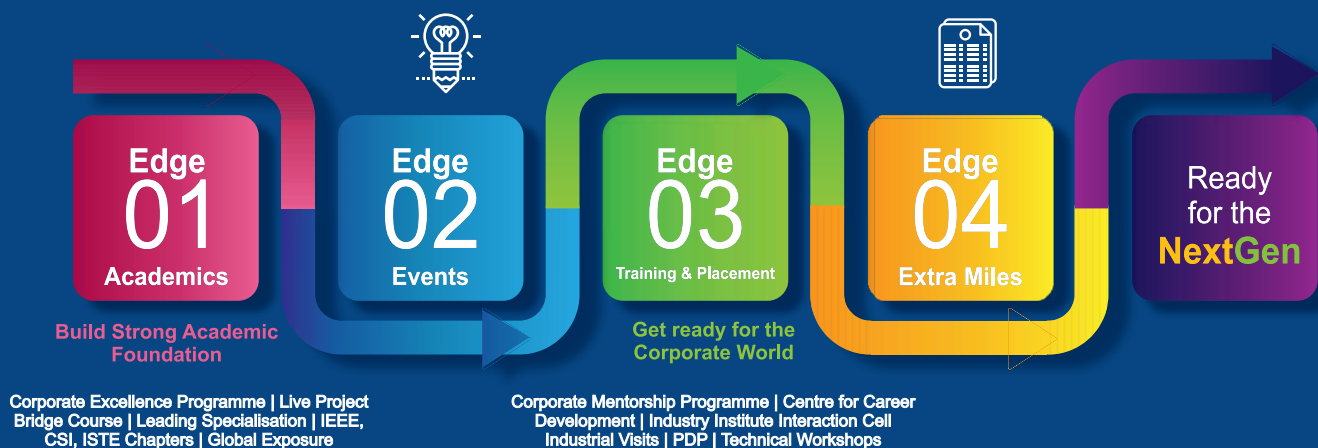 Edge
01
Academics
Build Strong Academic
Foundation
Corporate Excellence Programme | Live Project
Bridge Course | Leading Specialisation | IEEE,
CSI, ISTE Chapters | Global Exposure
Edge
02
Events
Edge
03
Training & Placement
Get ready for the
Corporate World
Corporate Mentorship Programme | Centre for Career
Development | Industry Institute Interaction Cell
Industrial Visits | PDP | Technical Workshops
Edge
04
Extra Miles
Ready
for the
NextGen